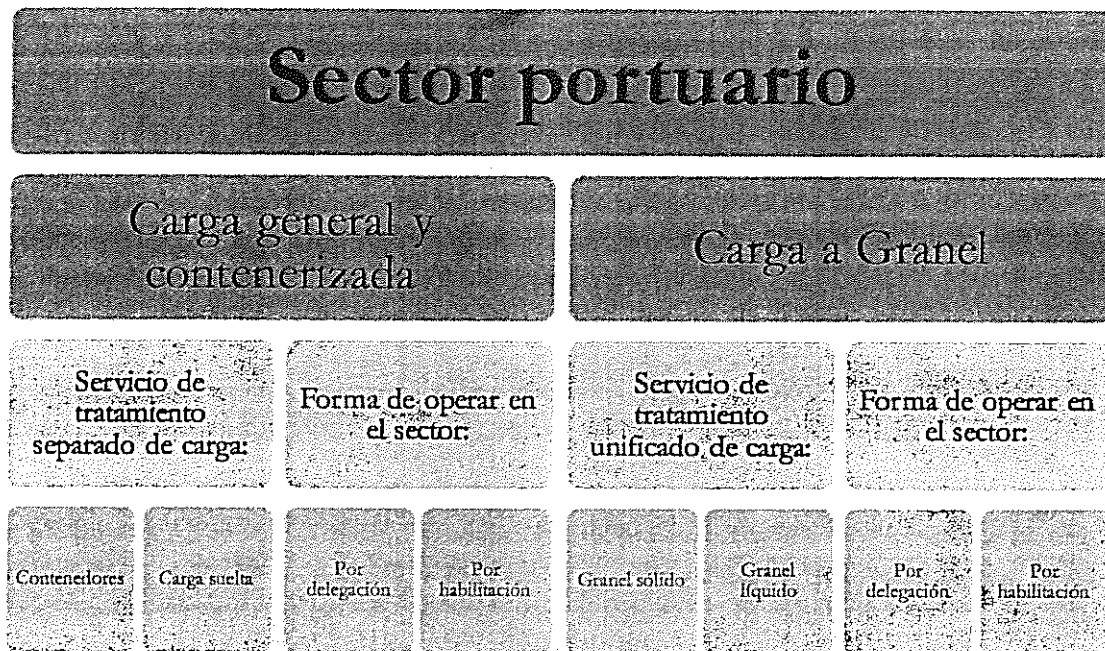 Sector portuario
Carga general y
contenerizada
Carga a Granel
Servicio de
tratamiento
separado de carga:
Forma de operar en
el sector:
Servicio de
tratamiento
unificado de carga:
Forma de operar en
el sector:
Contenedores
Carga suelta
Por
delegación
Por
habilitación
Granel sólido
Granel
líquido
Por
delegación
Por
habilitación